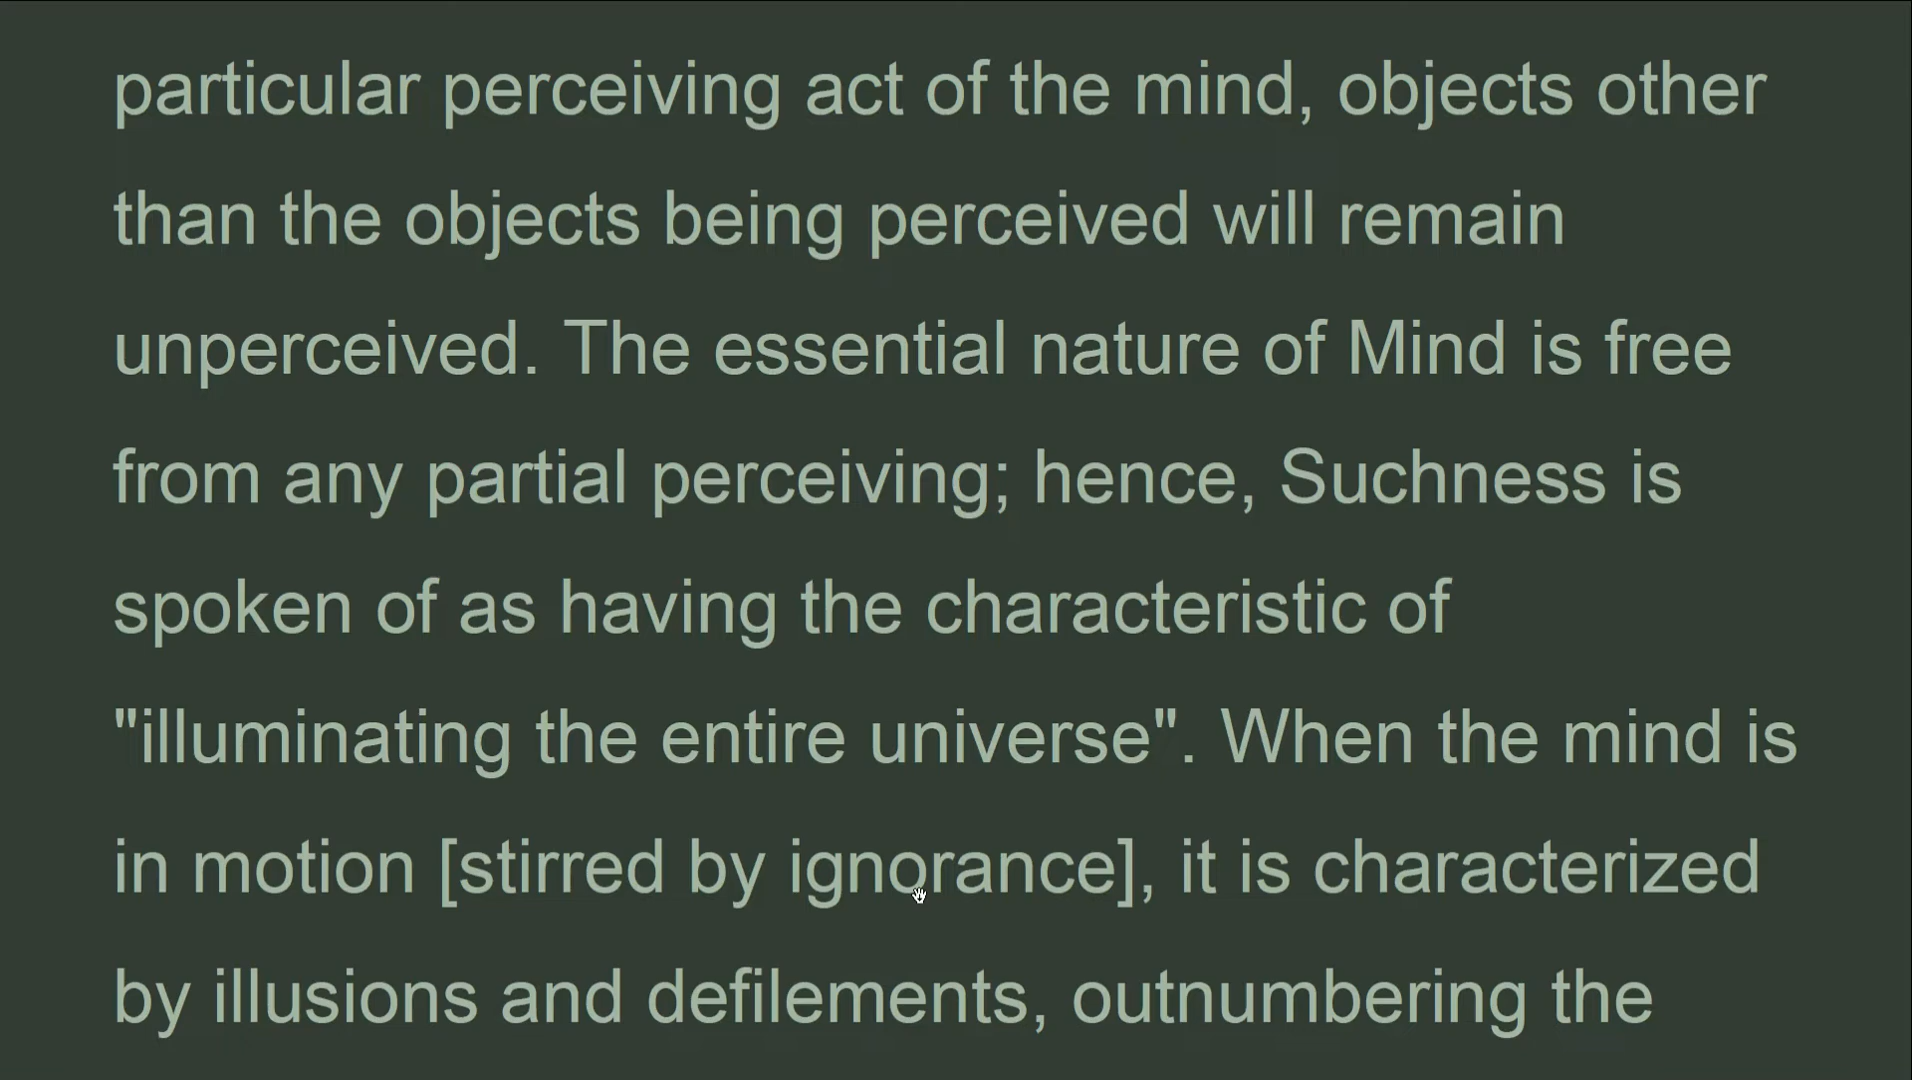 particular perceiving act of the mind, objects other
than the objects being perceived will remain
unperceived. The essential nature of Mind is free
from any partial perceiving; hence, Suchness is
spoken of as having the characteristic of
"illuminating the entire universe". When the mind is
in motion [stirred by ignorance], it is characterized
by illusions and defilements, outnumbering the